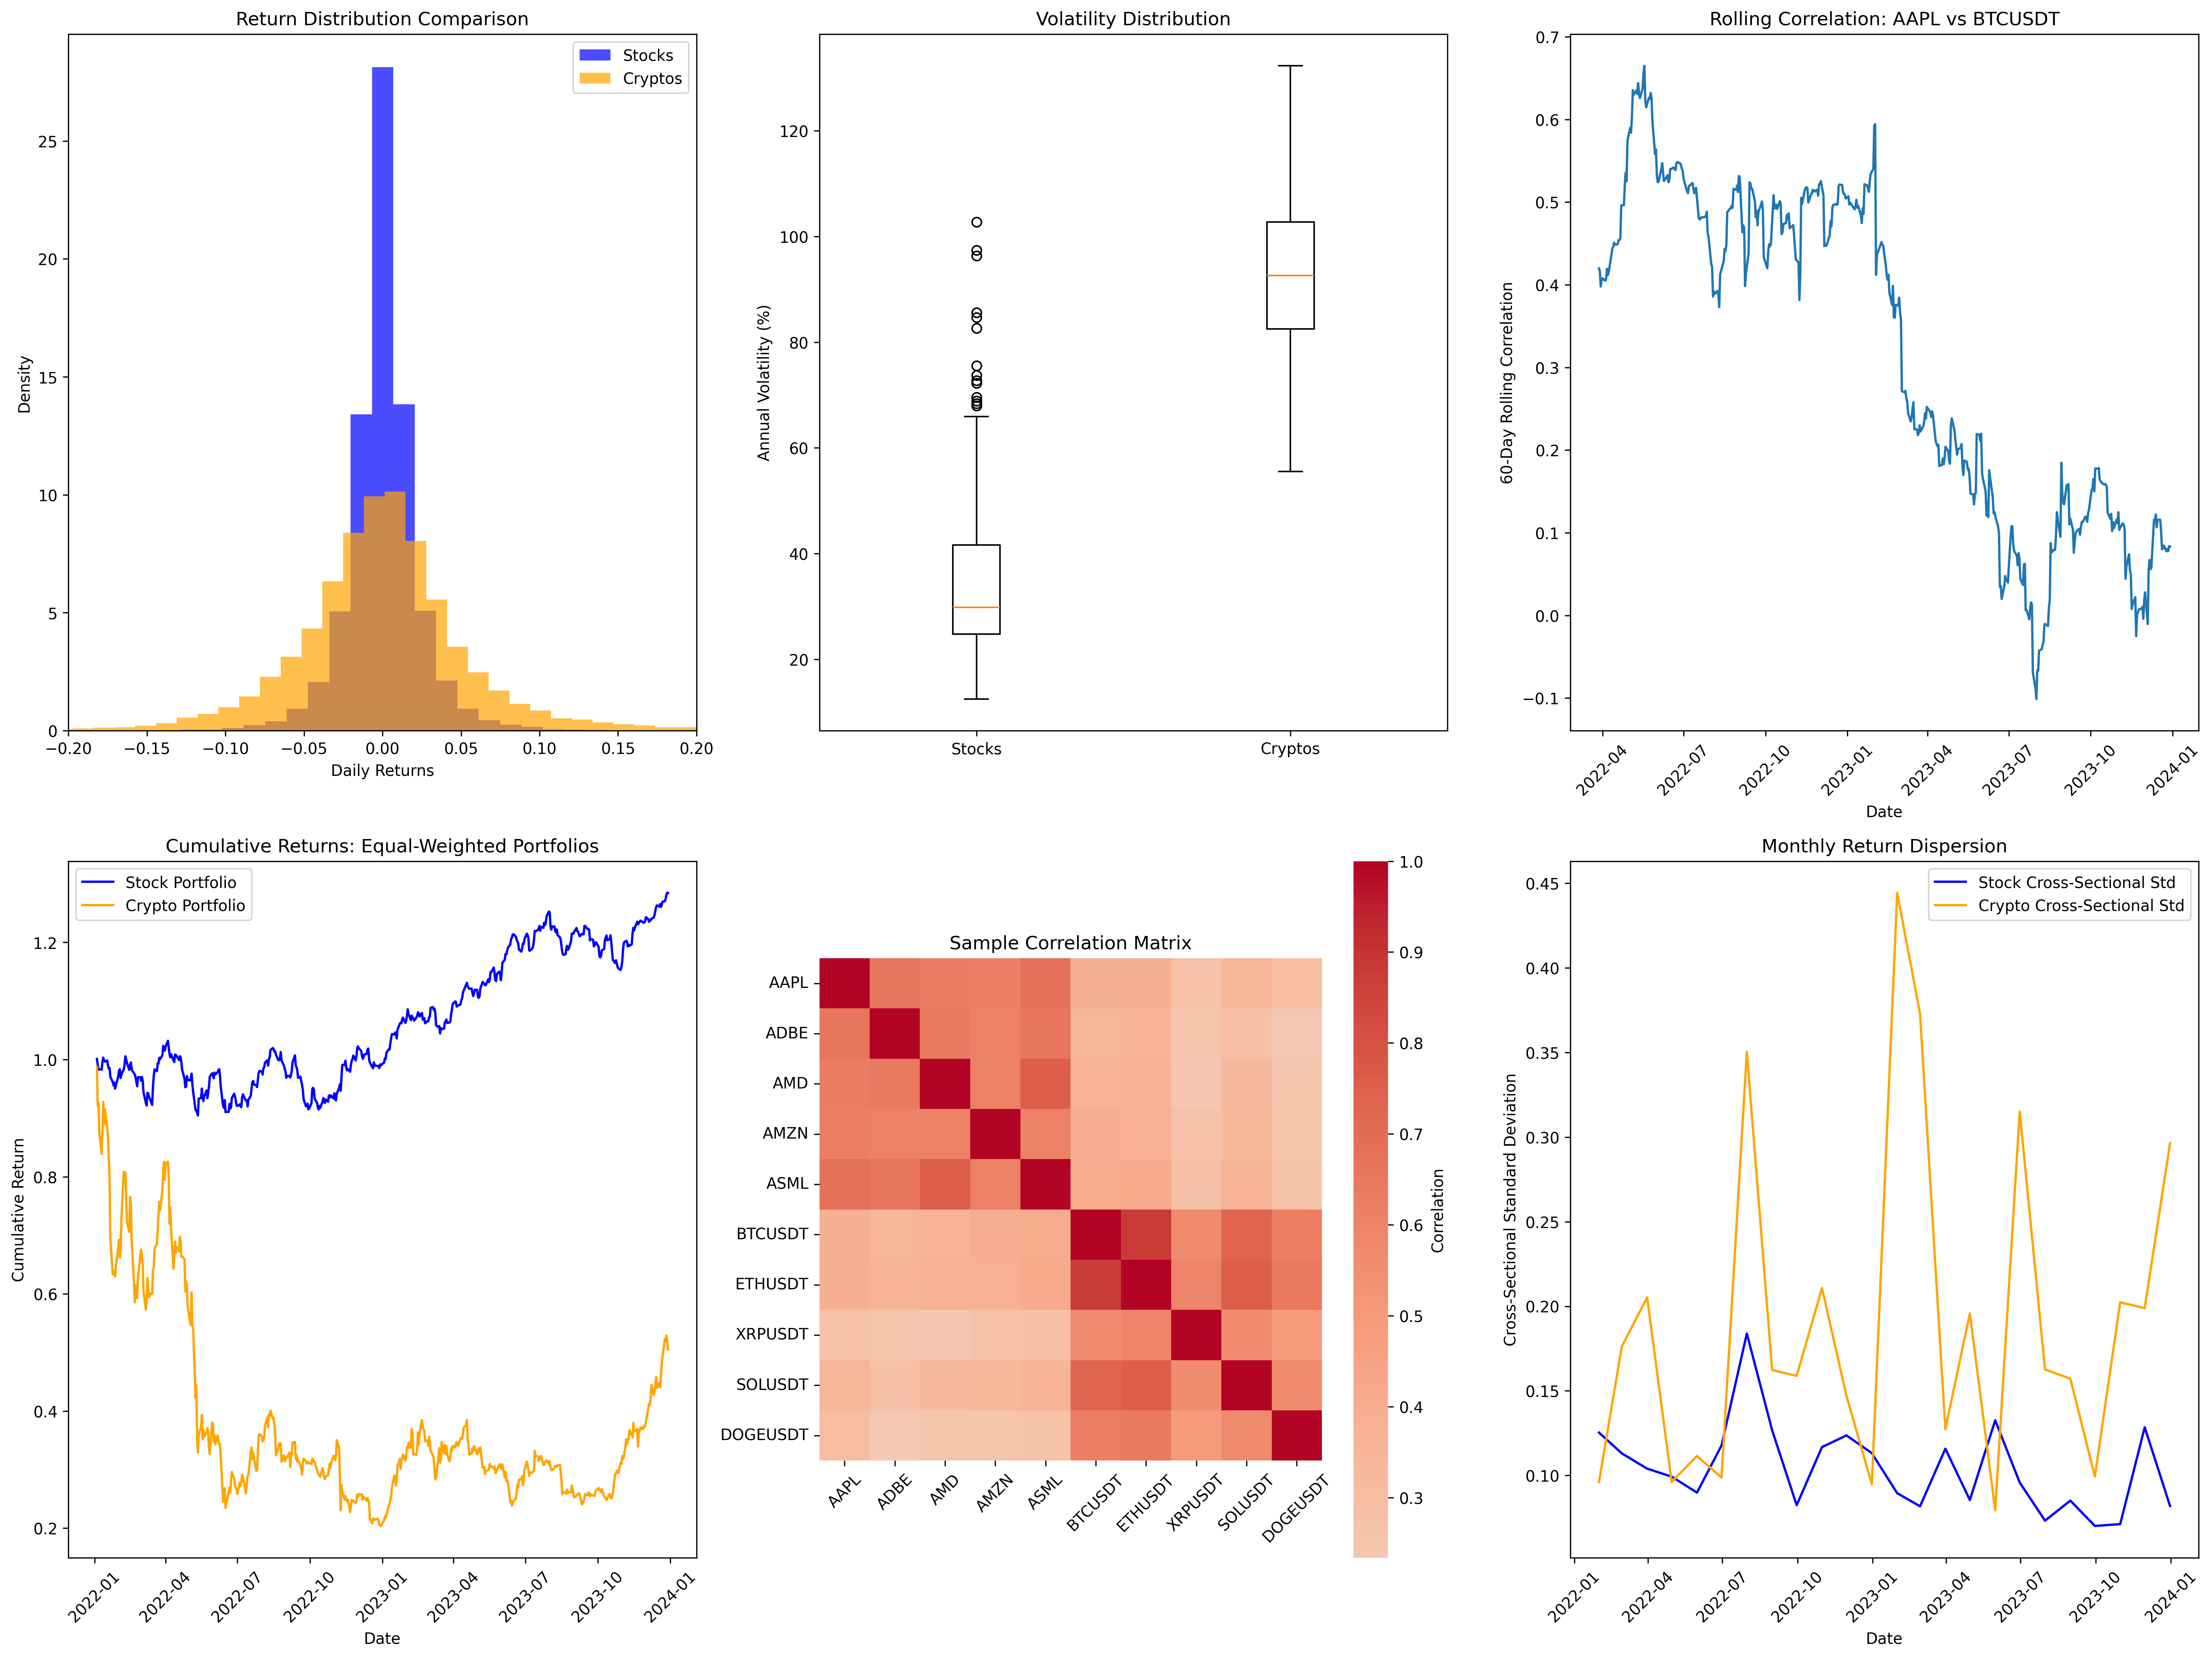 Return Distribution Comparison
Stocks
Cryptos
Density
25
20
15
10
5
0
−0.20 −0.15 −0.10 −0.05 0.00 0.05 0.10 0.15 0.20
Daily Returns
Volatility Distribution
Annual Volatility (%)
120
100
80
60
40
20
Stocks Cryptos
Rolling Correlation: AAPL vs BTCUSDT
60-Day Rolling Correlation
0.7
0.6
0.5
0.4
0.3
0.2
0.1
0.0
−0.1
2022-04 2022-07 2022-10 2023-01 2023-04 2023-07 2023-10 2024-01
Date
Cumulative Returns: Equal-Weighted Portfolios
Stock Portfolio
Crypto Portfolio
Cumulative Return
1.2
1.0
0.8
0.6
0.4
0.2
2022-01 2022-04 2022-07 2022-10 2023-01 2023-04 2023-07 2023-10 2024-01
Date
Sample Correlation Matrix
AAPL
ADBE
AMD
AMZN
ASML
BTCUSDT
ETHUSDT
XRPUSDT
SOLUSDT
DOGEUSDT
AAPL ADBE AMD AMZN ASML BTCUSDT ETHUSDT XRPUSDT SOLUSDT DOGEUSDT
1.0
0.9
0.8
0.7
0.6
0.5
0.4
0.3
Correlation
Monthly Return Dispersion
Stock Cross-Sectional Std
Crypto Cross-Sectional Std
Cross-Sectional Standard Deviation
0.45
0.40
0.35
0.30
0.25
0.20
0.15
0.10
2022-01 2022-04 2022-07 2022-10 2023-01 2023-04 2023-07 2023-10 2024-01
Date